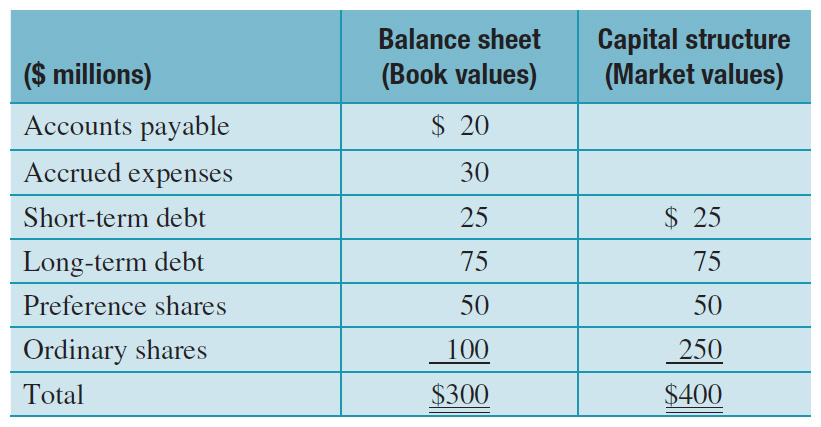 ($ millions) Balance sheet (Book values) Capital structure (Market values)
Accounts payable $ 20
Accrued expenses 30
Short-term debt 25 $ 25
Long-term debt 75 75
Preference shares 50 50
Ordinary shares 100 250
Total $300 $400